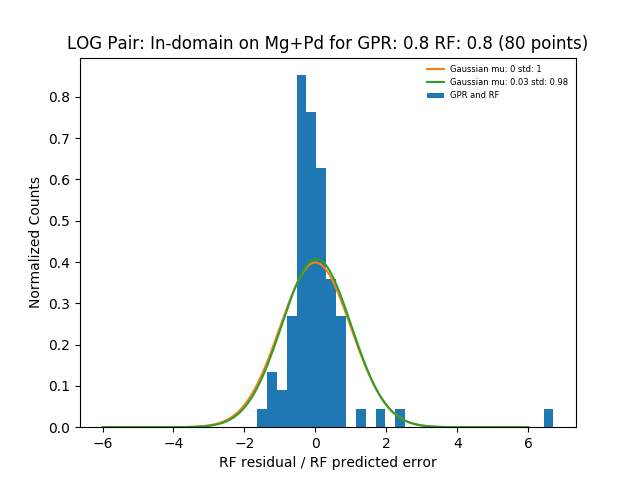 LOG Pair: In-domain on Mg+Pd for GPR: 0.8 RF: 0.8 (80 points)
Gaussian mu: 0 std: 1
Gaussian mu: 0.03 std: 0.98
GPR and RF
Normalized Counts
0.8
0.7
0.6
0.5
0.4
0.3
0.2
0.1
0.0
−6 −4 −2 0 2 4 6
RF residual / RF predicted error